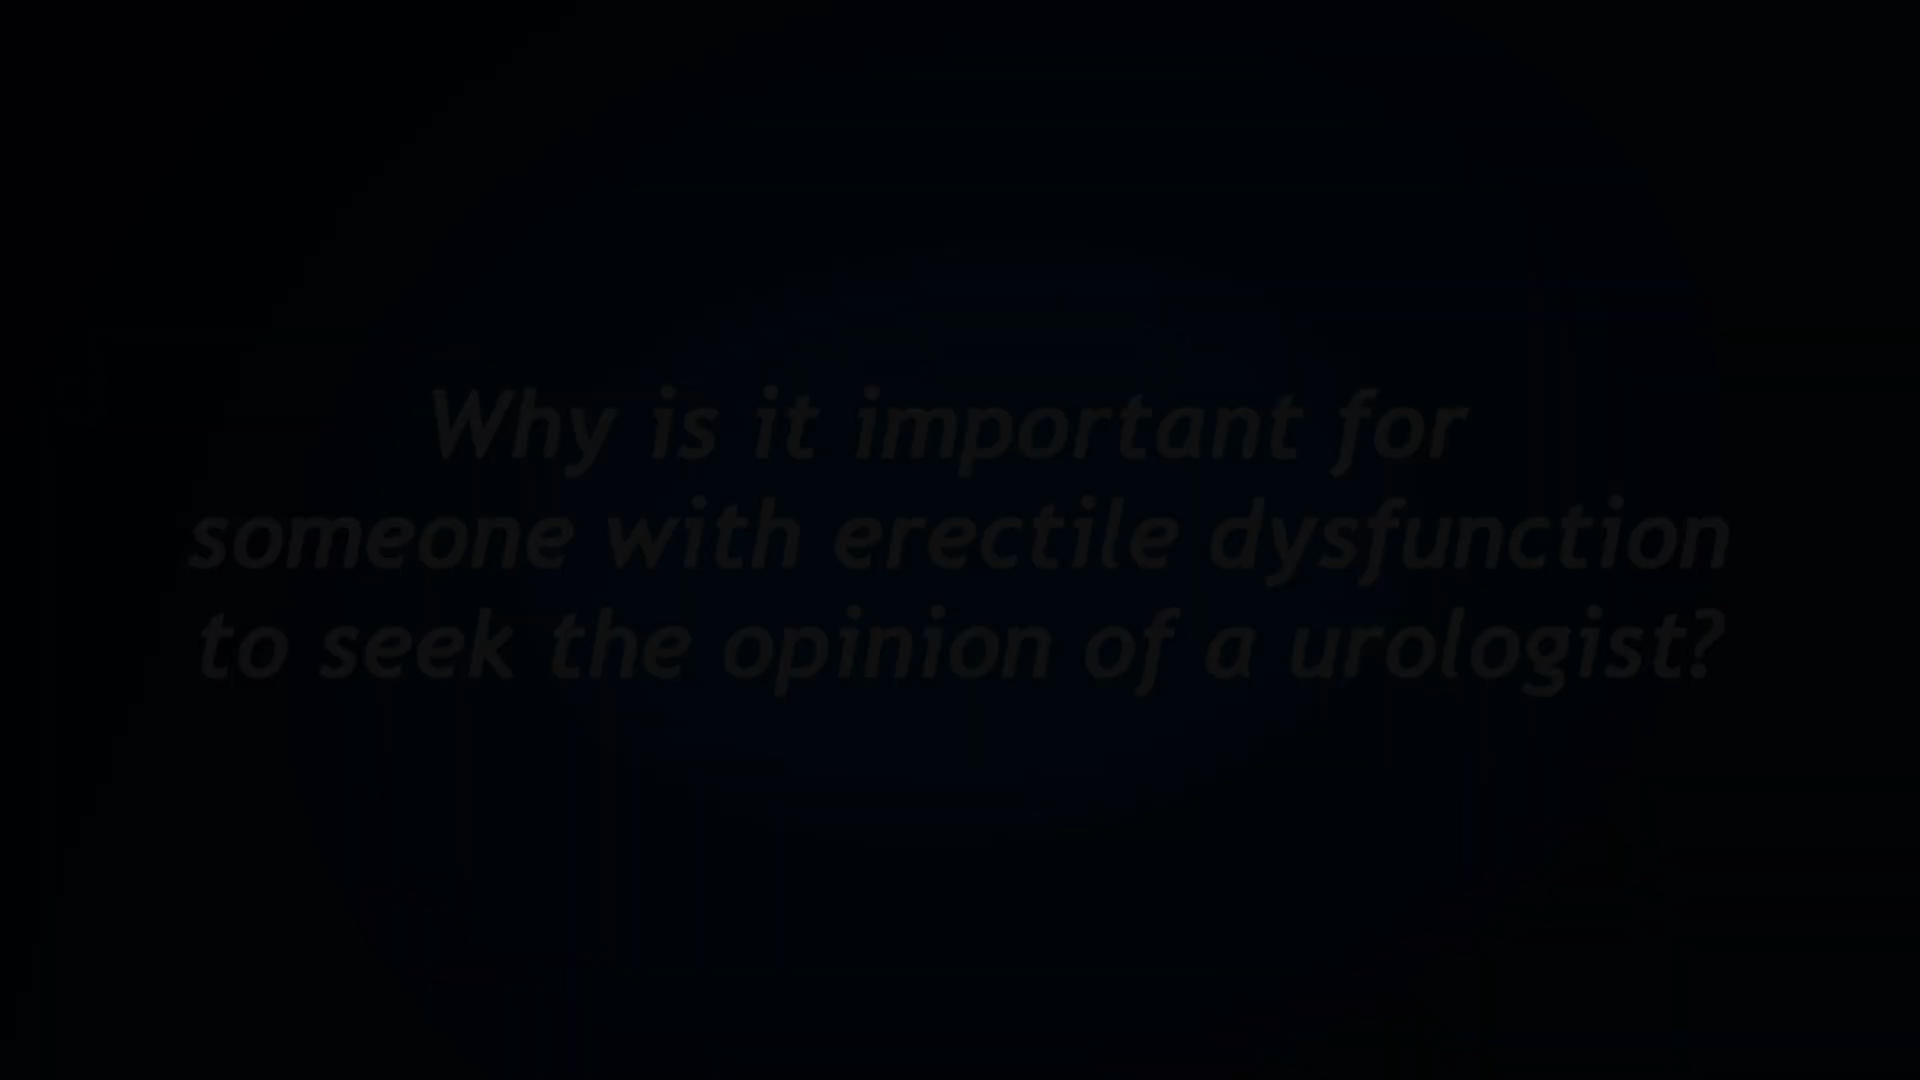 Why is it important for
someone with erectile dysfunction
to seek the opinion of a urologist?